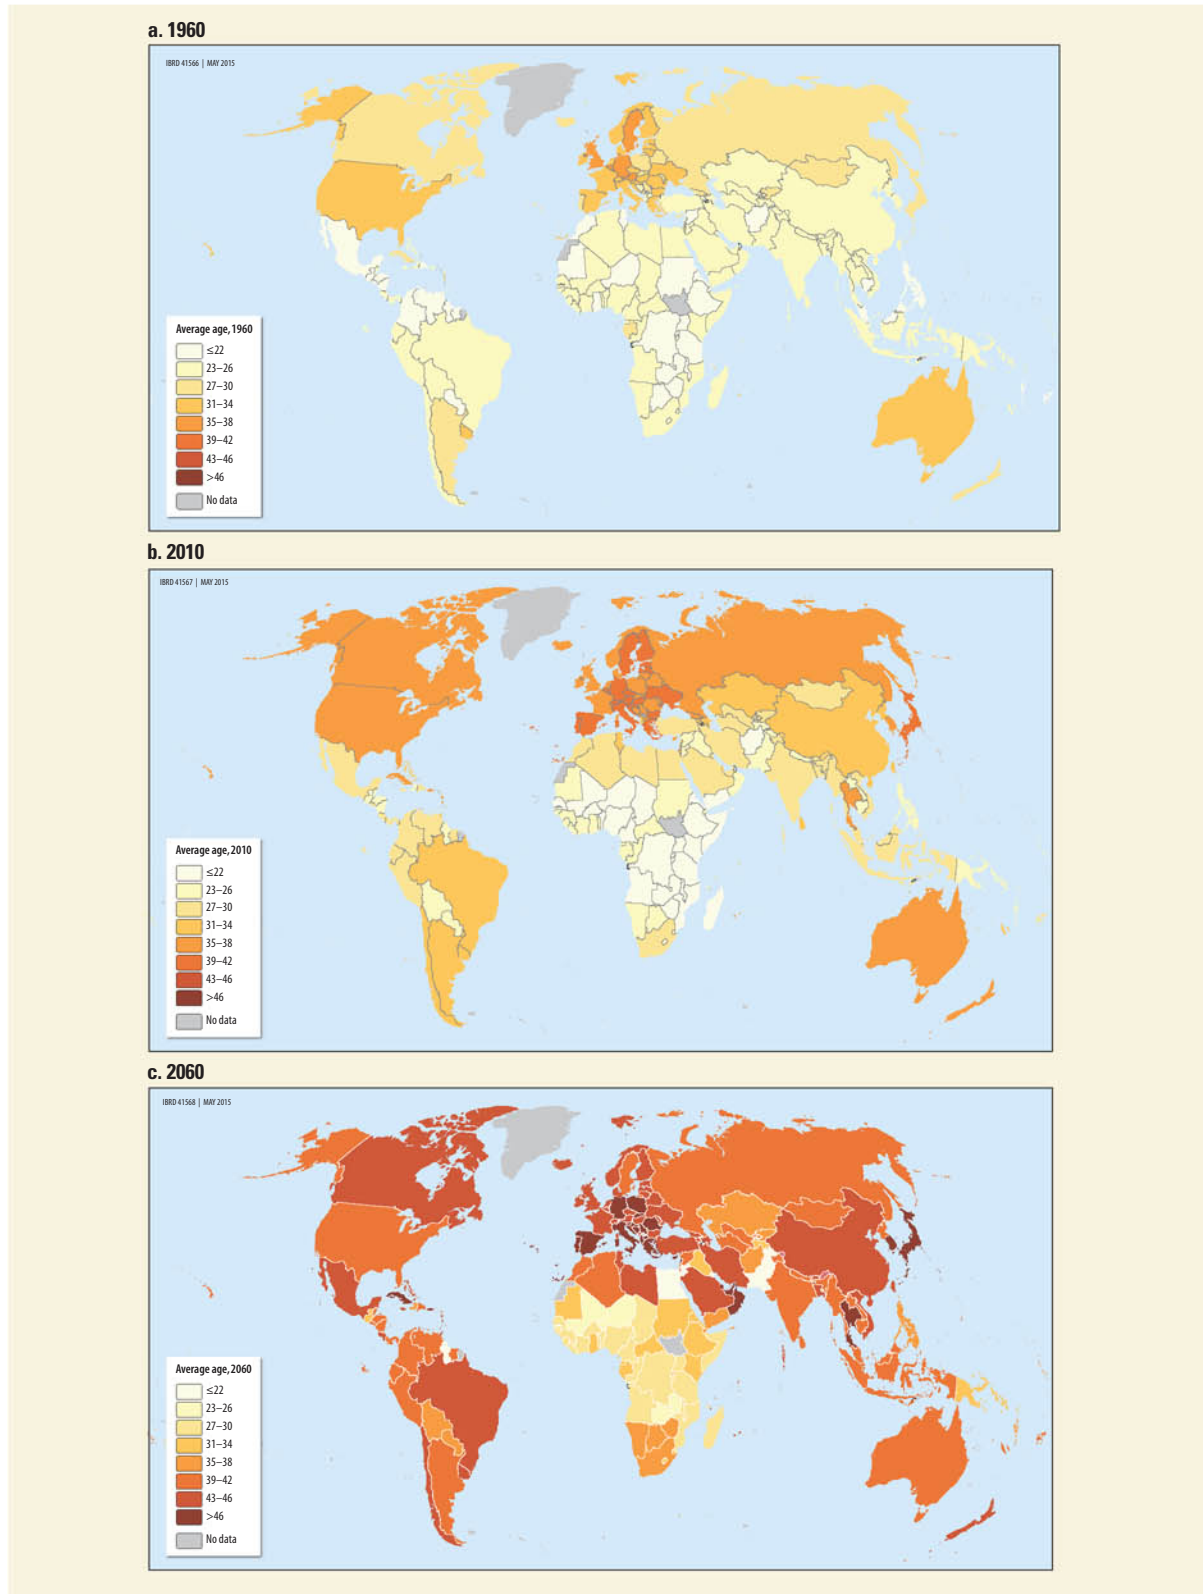 a. 1960
IBRD 41566 | MAY 2015
Average age, 1960
≤22
23–26
27–30
31–34
35–38
39–42
43–46
>46
No data
b. 2010
IBRD 41567 | MAY 2015
Average age, 2010
≤22
23–26
27–30
31–34
35–38
39–42
43–46
>46
No data
c. 2060
IBRD 41568 | MAY 2015
Average age, 2060
≤22
23–26
27–30
31–34
35–38
39–42
43–46
>46
No data